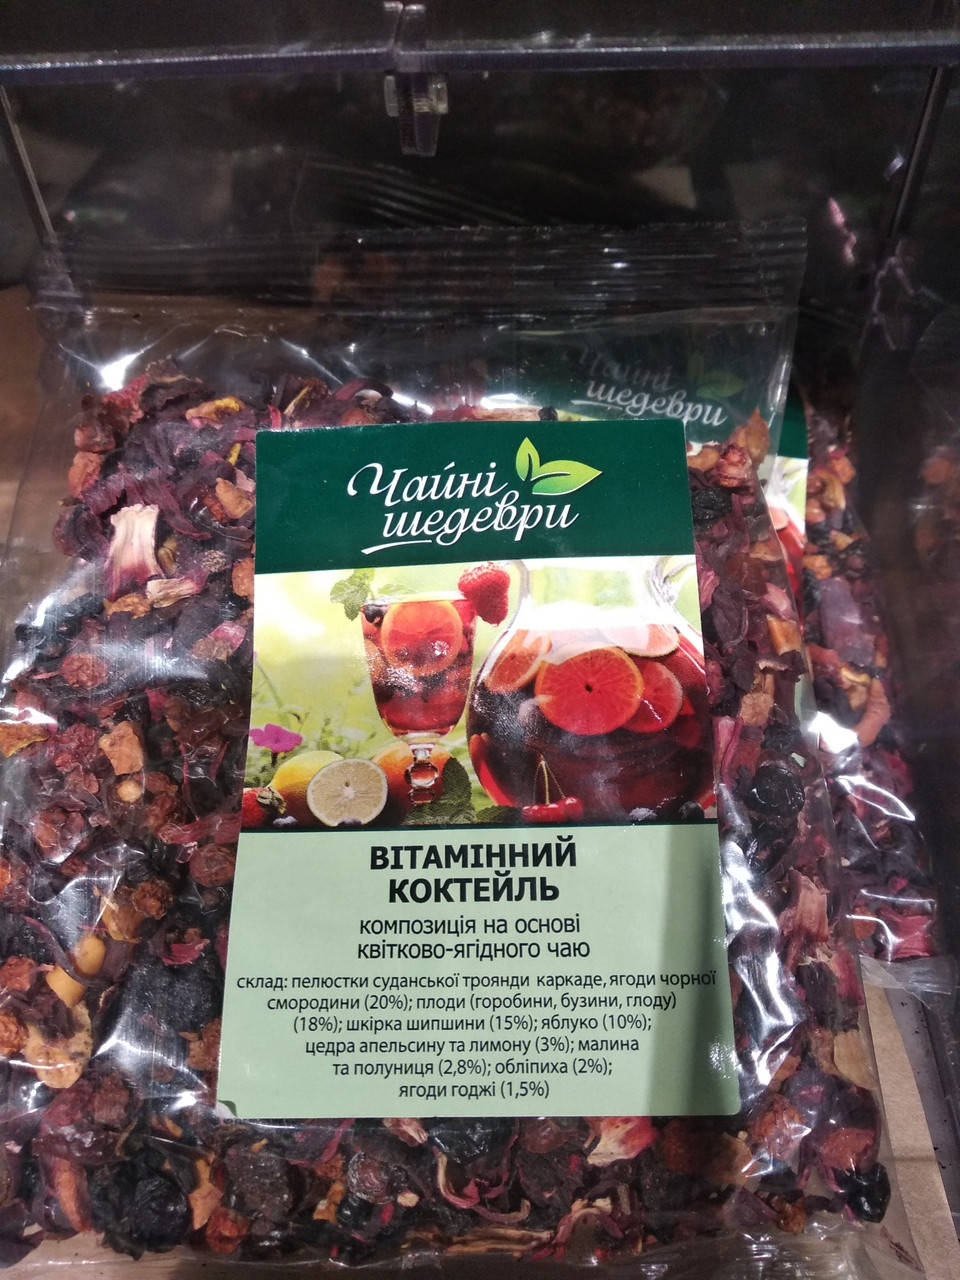 Чайні
шедеври
Чайні
шедеври
ВІТАМІННИЙ
КОКТЕЙЛЬ
композиція на основі
квітково-ягідного чаю
склад: пелюстки суданської троянди каркаде, ягоди чорної
смородини (20%); плоди (горобини, бузини, глоду)
(18%); шкірка шипшини (15%); яблуко (10%);
цедра апельсину та лимону (3%); малина
та полуниця (2,8%); обліпиха (2%);
ягоди годжі (1,5%)